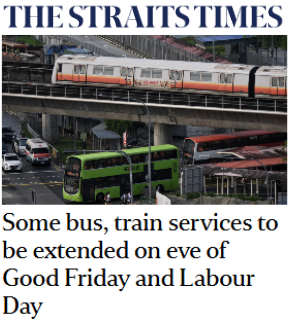 THE STRAITS TIMES
Some bus, train services to
be extended on eve of
Good Friday and Labour
Day